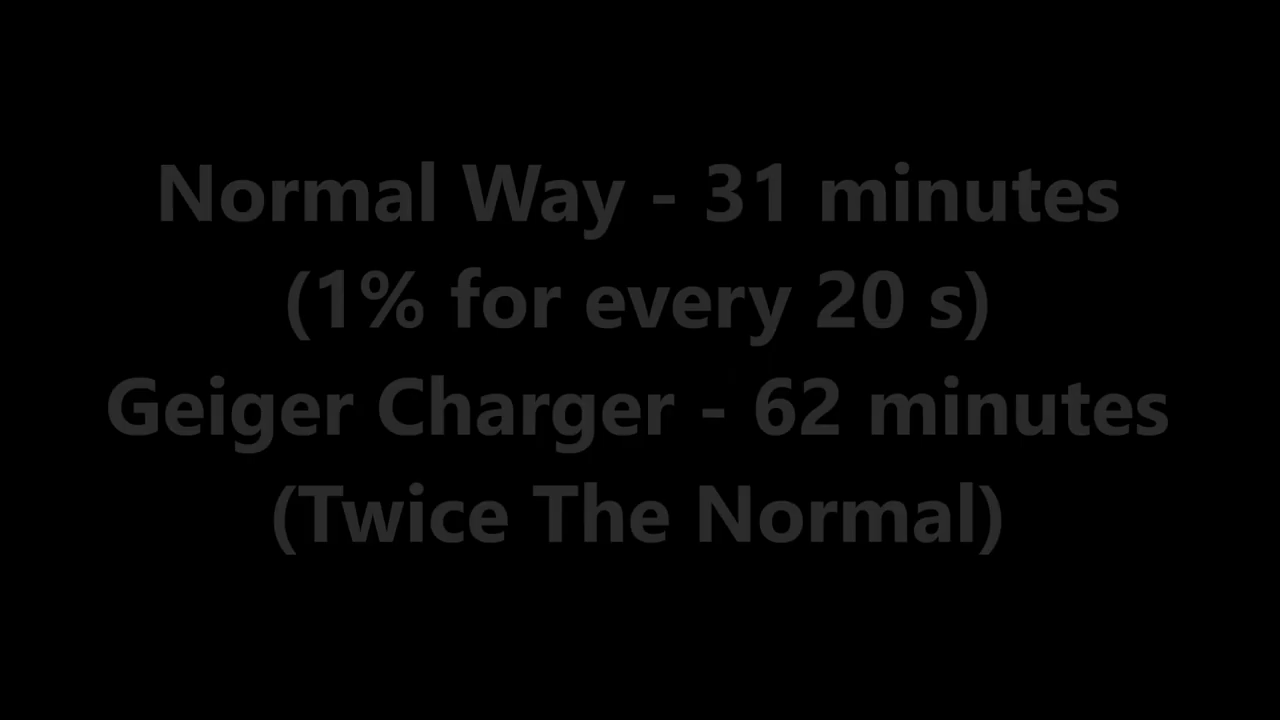 Normal Way - 31 minutes
(1% for every 20 s)
Geiger Charger - 62 minutes
(Twice The Normal)